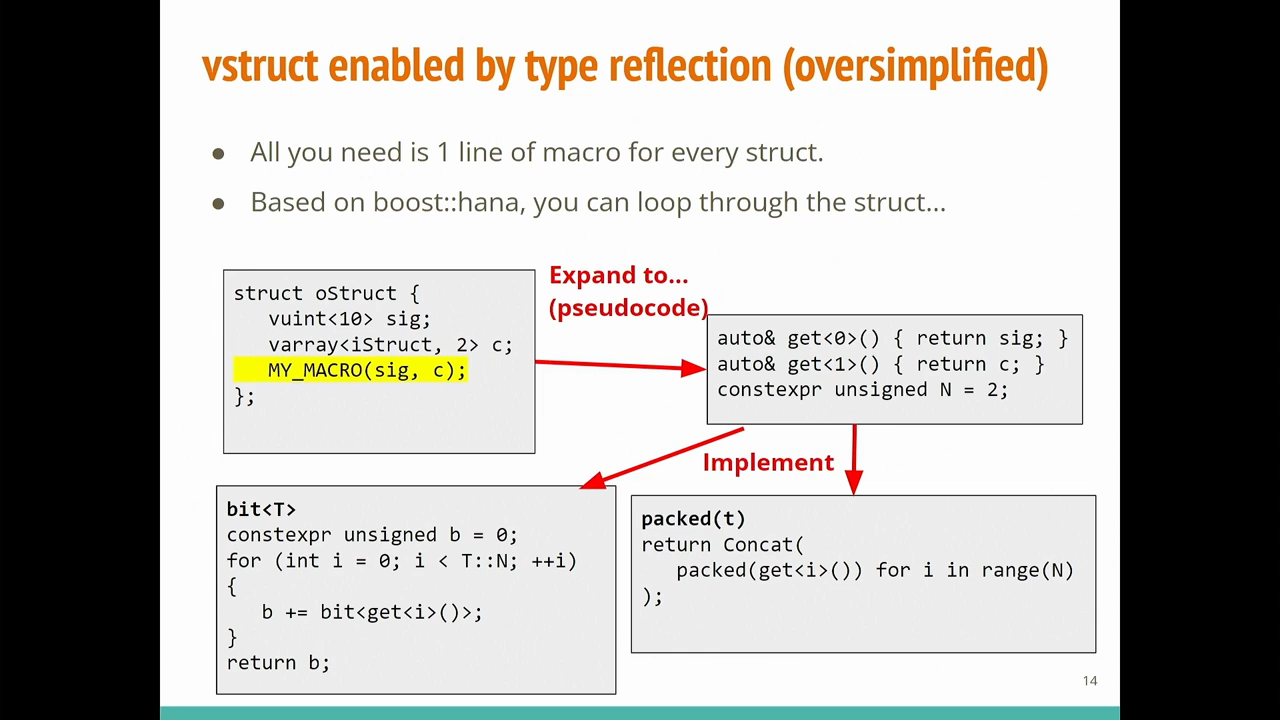 vstruct enabled by type reflection (oversimplified)
● All you need is 1 line of macro for every struct.
● Based on boost::hana, you can loop through the struct...
struct oStruct {
vuint<10> sig;
varray<iStruct, 2> c;
MY_MACRO(sig, c);
};
Expand to...
(pseudocode)
auto& get<0>() { return sig; }
auto& get<1>() { return c; }
constexpr unsigned N = 2;
Implement
bit<T>
constexpr unsigned b = 0;
for (int i = 0; i < T::N; ++i)
{
b += bit<get<i>()>;
}
return b;
packed(t)
return Concat(
packed(get<i>()) for i in range(N)
);
14